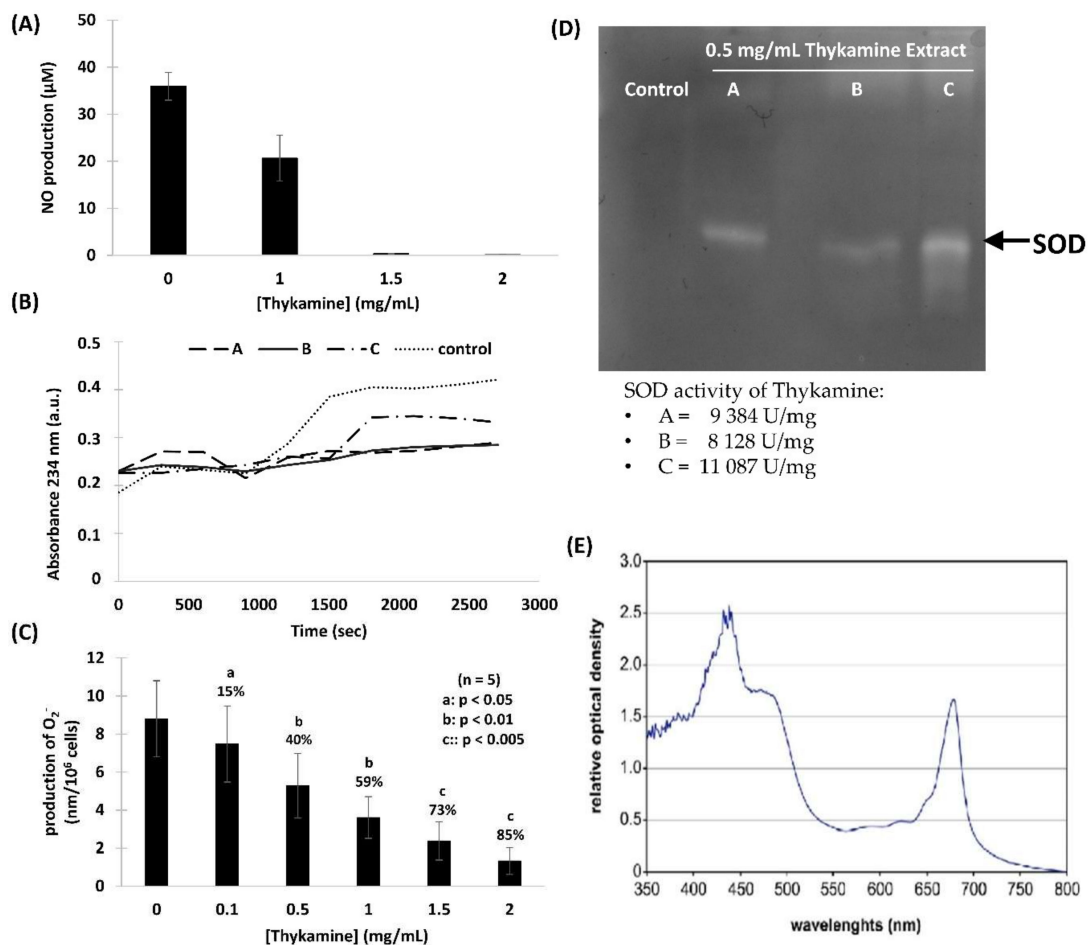 (A)
50
40
30
20
10
0
NO production (µM)
0 1 1.5 2
[Thykamine] (mg/mL)
(B)
0.5
0.4
0.3
0.2
0.1
0
Absorbance 234 nm (a.u.)
A B C control
0 500 1000 1500 2000 2500 3000
Time (sec)
(C)
12
10
8
6
4
2
0
production of O₂⁻
(nm/10⁶ cells)
a
15%
b
40%
b
59%
c
73%
c
85%
(n = 5)
a: p < 0.05
b: p < 0.01
c:: p < 0.005
0 0.1 0.5 1 1.5 2
[Thykamine] (mg/mL)
(D)
0.5 mg/mL Thykamine Extract
Control A B C
SOD
SOD activity of Thykamine:
• A = 9 384 U/mg
• B = 8 128 U/mg
• C = 11 087 U/mg
(E)
3.0
2.5
2.0
1.5
1.0
0.5
0
relative optical density
350 400 450 500 550 600 650 700 750 800
wavelenghts (nm)